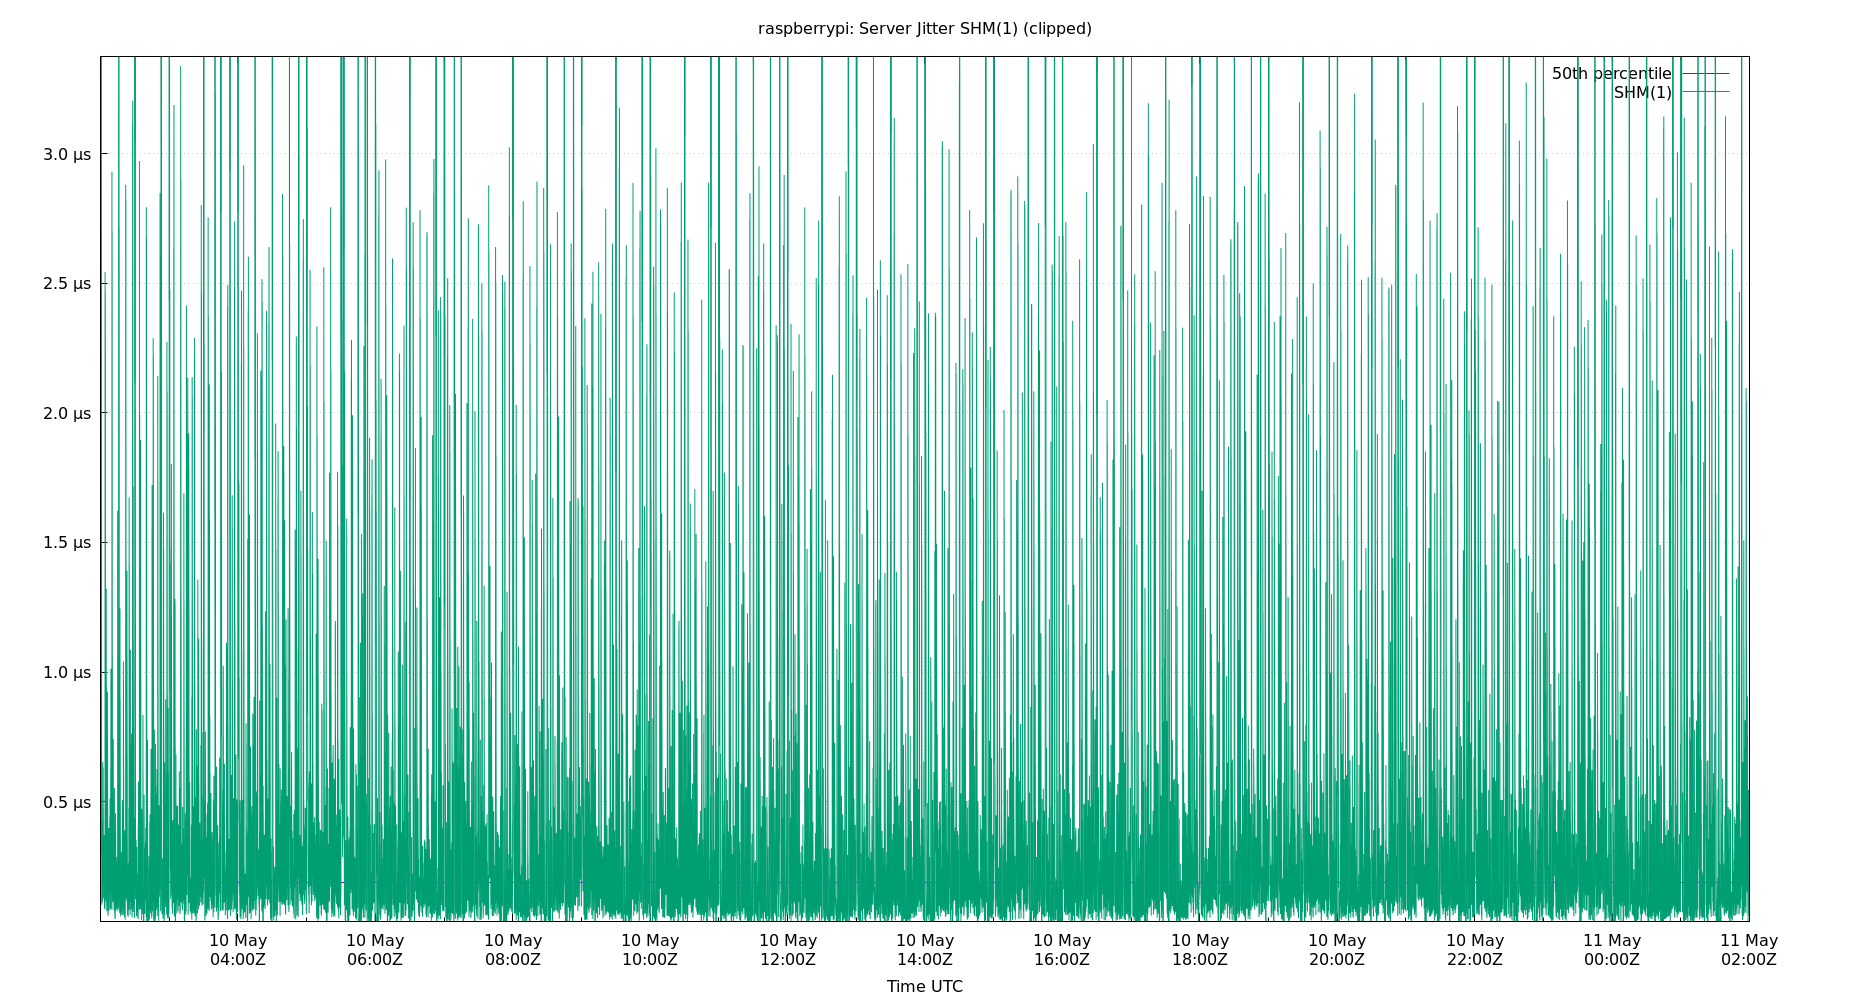 raspberrypi: Server Jitter SHM(1) (clipped)
50th percentile
SHM(1)
3.0 µs
2.5 µs
2.0 µs
1.5 µs
1.0 µs
0.5 µs
10 May 10 May 10 May 10 May 10 May 10 May 10 May 10 May 10 May 10 May 11 May 11 May
04:00Z 06:00Z 08:00Z 10:00Z 12:00Z 14:00Z 16:00Z 18:00Z 20:00Z 22:00Z 00:00Z 02:00Z
Time UTC